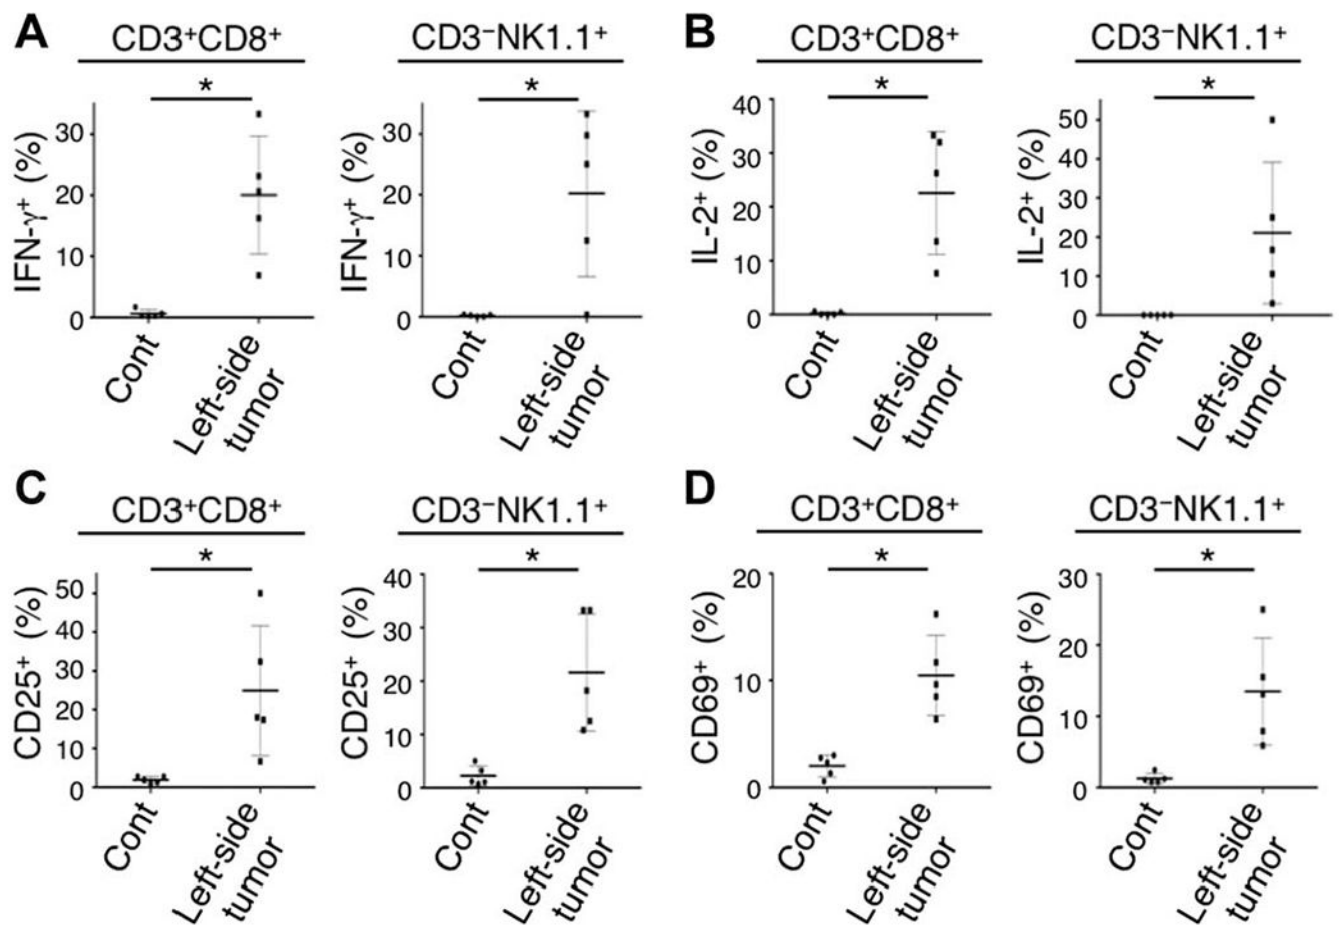 A
CD3⁺CD8⁺
*
IFN-γ⁺ (%)
30
20
10
0
Cont
Left-side
tumor
CD3⁻NK1.1⁺
*
IFN-γ⁺ (%)
30
20
10
0
Cont
Left-side
tumor
B
CD3⁺CD8⁺
*
IL-2⁺ (%)
40
30
20
10
0
Cont
Left-side
tumor
CD3⁻NK1.1⁺
*
IL-2⁺ (%)
50
40
30
20
10
0
Cont
Left-side
tumor
C
CD3⁺CD8⁺
*
CD25⁺ (%)
50
40
30
20
10
0
Cont
Left-side
tumor
CD3⁻NK1.1⁺
*
CD25⁺ (%)
40
30
20
10
0
Cont
Left-side
tumor
D
CD3⁺CD8⁺
*
CD69⁺ (%)
20
10
0
Cont
Left-side
tumor
CD3⁻NK1.1⁺
*
CD69⁺ (%)
30
20
10
0
Cont
Left-side
tumor